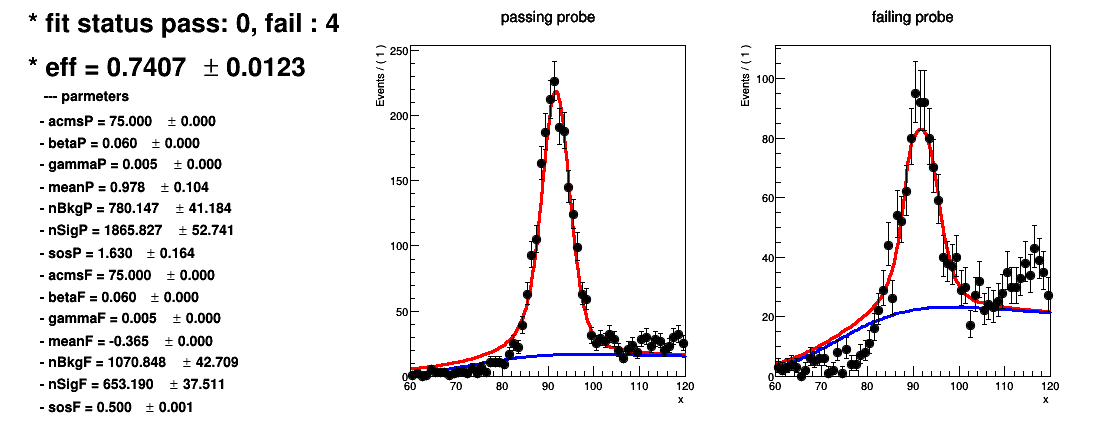 * fit status pass: 0, fail : 4
* eff = 0.7407 ± 0.0123
--- parmeters
- acmsP = 75.000 ± 0.000
- betaP = 0.060 ± 0.000
- gammaP = 0.005 ± 0.000
- meanP = 0.978 ± 0.104
- nBkgP = 780.147 ± 41.184
- nSigP = 1865.827 ± 52.741
- sosP = 1.630 ± 0.164
- acmsF = 75.000 ± 0.000
- betaF = 0.060 ± 0.000
- gammaF = 0.005 ± 0.000
- meanF = -0.365 ± 0.000
- nBkgF = 1070.848 ± 42.709
- nSigF = 653.190 ± 37.511
- sosF = 0.500 ± 0.001
passing probe
Events / ( 1 )
250
200
150
100
50
0
60 70 80 90 100 110 120
x
failing probe
Events / ( 1 )
100
80
60
40
20
0
60 70 80 90 100 110 120
x